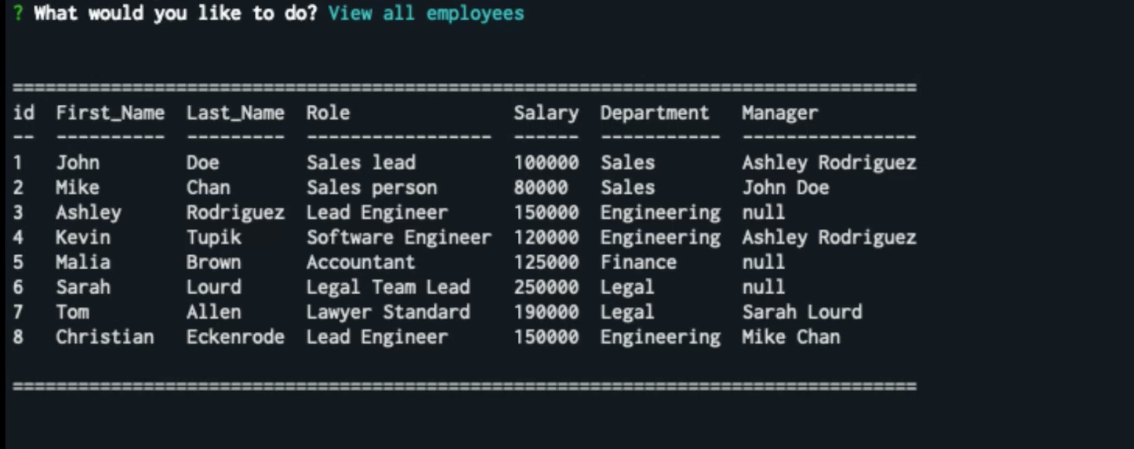 ? What would you like to do? View all employees
==================================================================================
id  First_Name  Last_Name  Role               Salary  Department   Manager
--  ----------  ---------  -----------------  ------  -----------  ----------------
1   John        Doe        Sales lead         100000  Sales        Ashley Rodriguez
2   Mike        Chan       Sales person       80000   Sales        John Doe
3   Ashley      Rodriguez  Lead Engineer      150000  Engineering  null
4   Kevin       Tupik      Software Engineer  120000  Engineering  Ashley Rodriguez
5   Malia       Brown      Accountant         125000  Finance      null
6   Sarah       Lourd      Legal Team Lead    250000  Legal        null
7   Tom         Allen      Lawyer Standard    190000  Legal        Sarah Lourd
8   Christian   Eckenrode  Lead Engineer      150000  Engineering  Mike Chan
==================================================================================